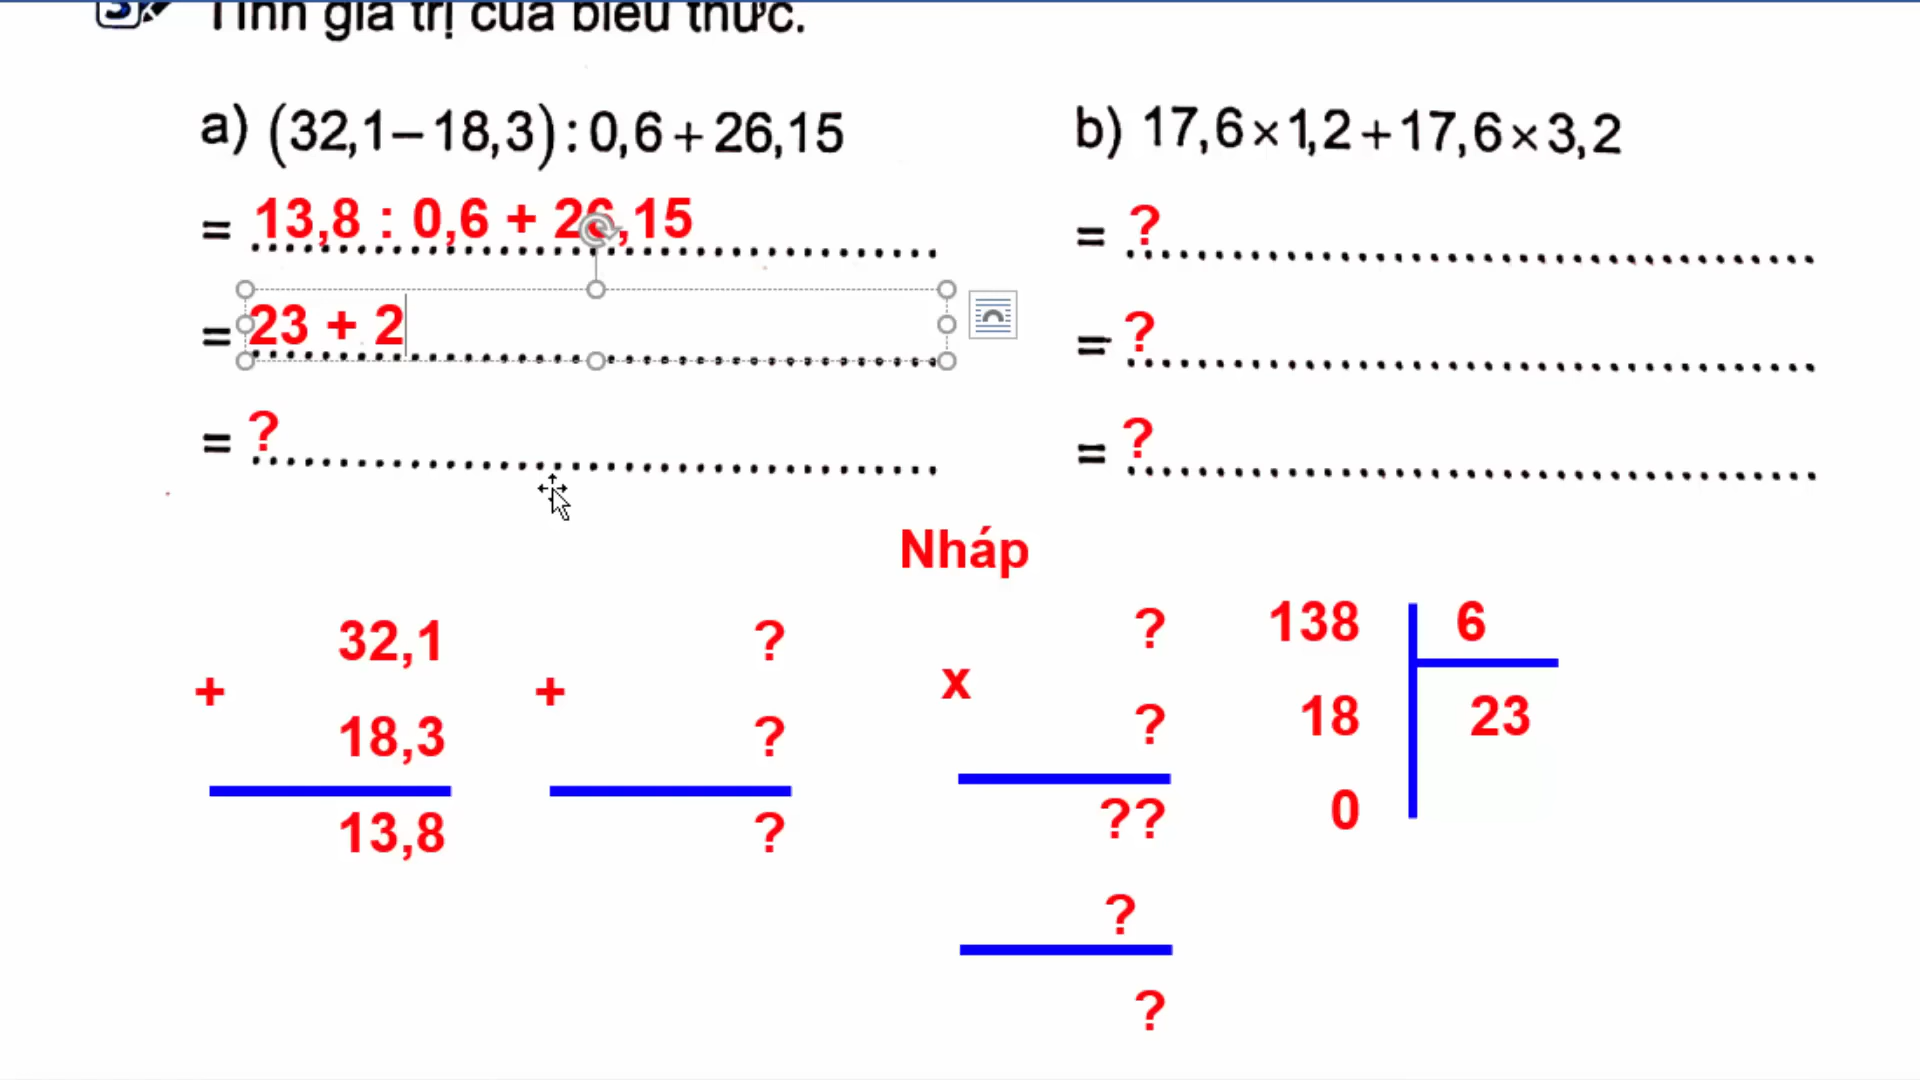 3 Tính giá trị của biểu thức.
a) (32,1–18,3):0,6+26,15
= 13,8 : 0,6 + 26,15
= 23 + 2
= ?
b) 17,6×1,2+17,6×3,2
= ?
= ?
= ?
Nháp
32,1
+
18,3
13,8
?
+
?
?
?
x
?
??
?
?
138 6
18 23
0